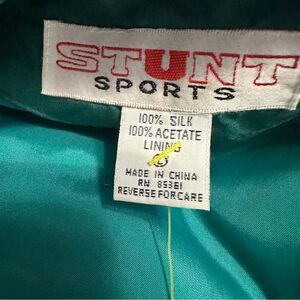 STUNT
SPORTS
100% SILK
100% ACETATE
LINING
MADE IN CHINA
RN 85361
REVERSE FOR CARE